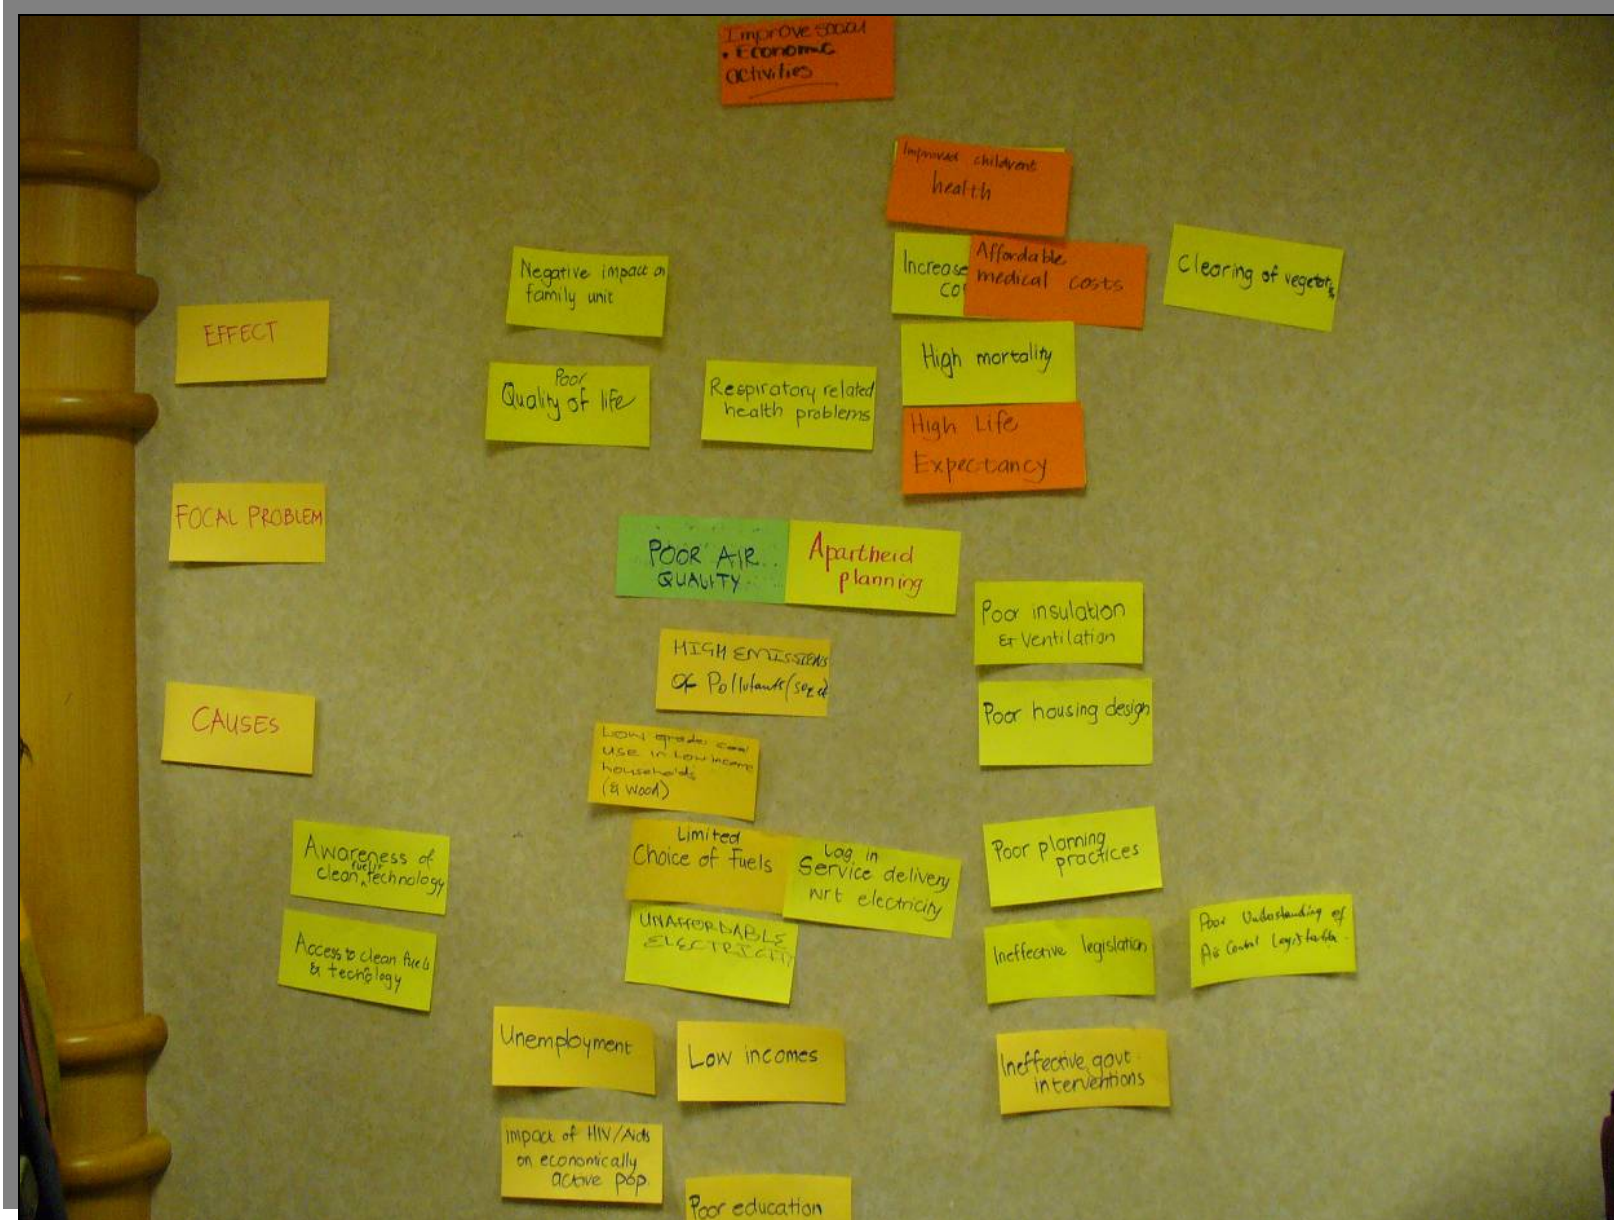 Improve social
• Economic
activities
Improved childrens
health
Negative impact on
family unit
Increase
co
Affordable
medical costs
Clearing of vegetat
EFFECT
High mortality
Poor
Quality of life
Respiratory related
health problems
High Life
Expectancy
FOCAL PROBLEM
POOR AIR
QUALITY
Apartheid
planning
Poor insulation
& Ventilation
HIGH EMISSIONS
of Pollutants
CAUSES
Poor housing design
Low grade coal
use in low income
households
(& wood)
Awareness of
fuels
clean technology
Limited
Choice of Fuels
Lag in
Service delivery
wrt electricity
Poor planning
practices
Access to clean fuels
& technology
UNAFFORDABLE
ELECTRICITY
Ineffective legislation
Poor Understanding of
Air Control Legislation
Unemployment
Low incomes
Ineffective govt.
interventions
Impact of HIV/Aids
on economically
active pop.
Poor education